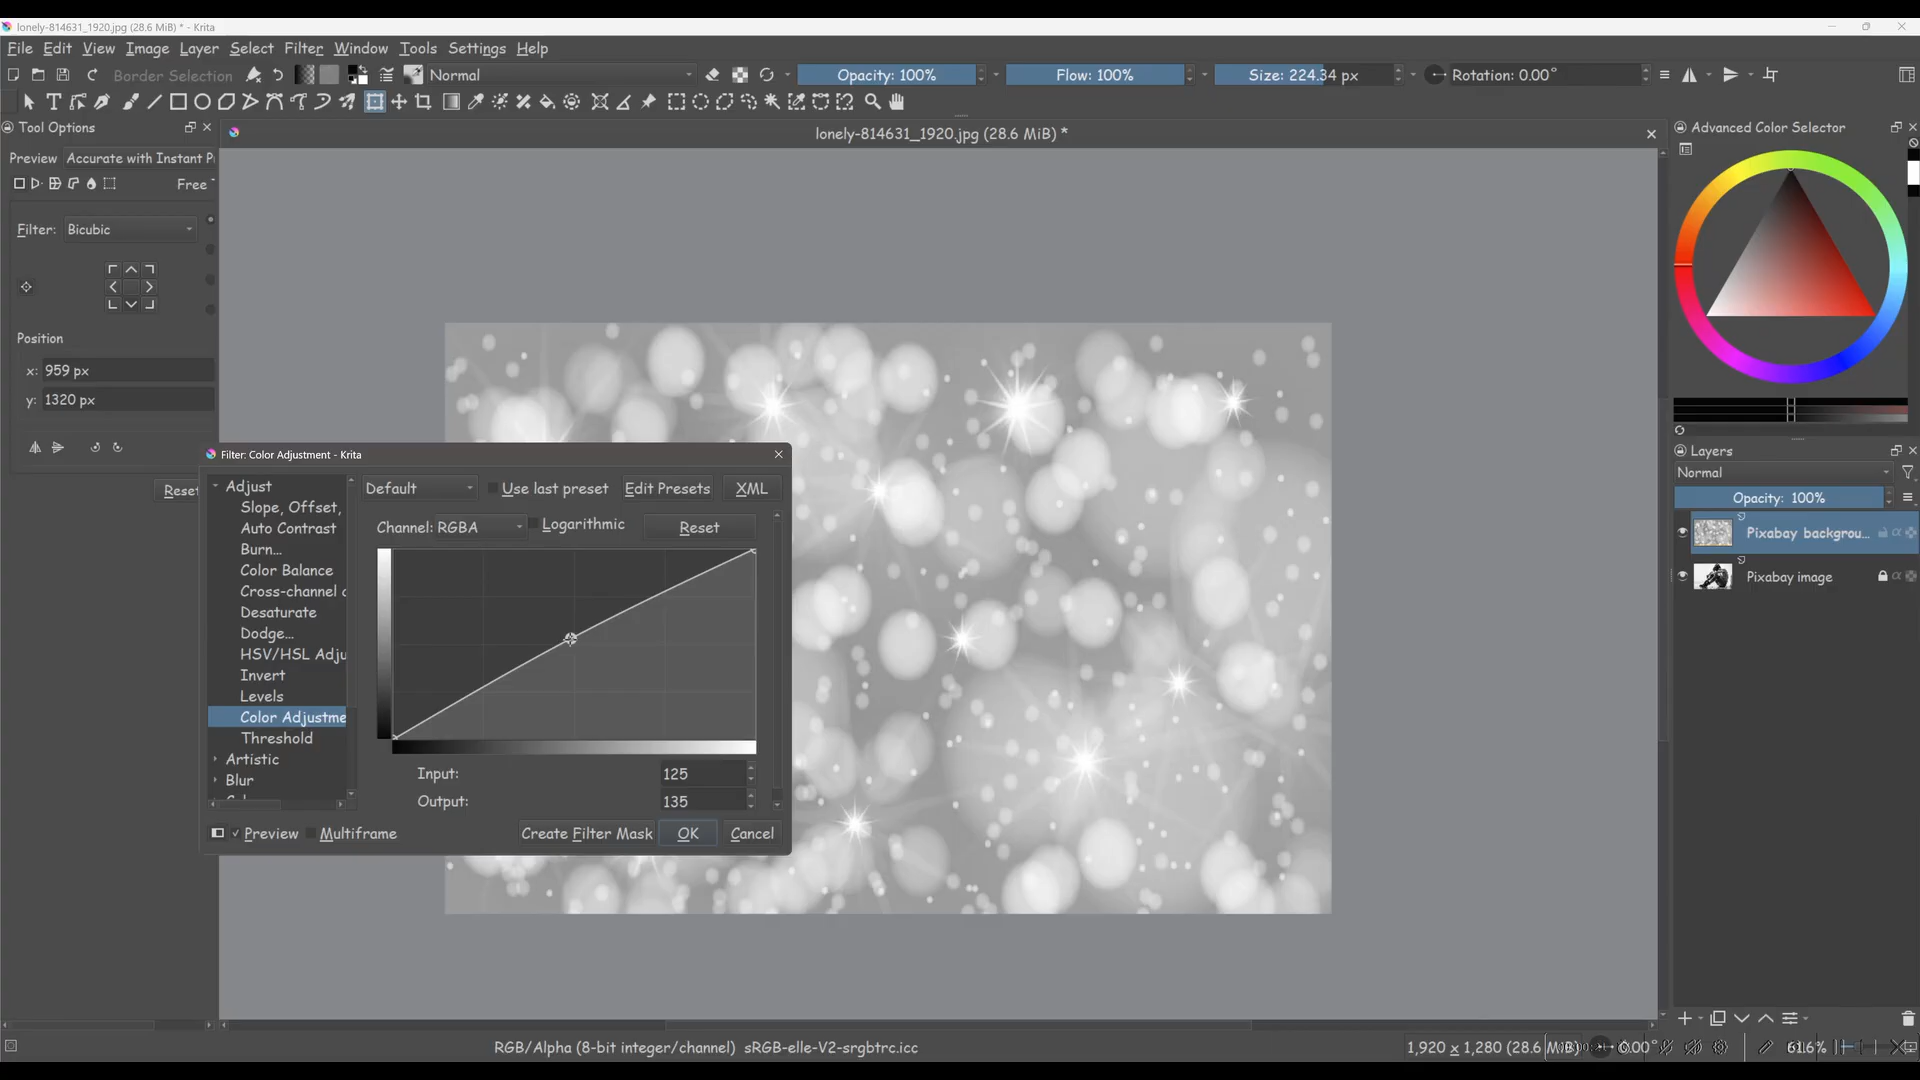 lonely-814631_1920.jpg (28.6 MiB) * - Krita
File Edit View Image Layer Select Filter Window Tools Settings Help
Border Selection Normal Opacity: 100% Flow: 100% Size: 224.34 px Rotation: 0.00°
Tool Options
lonely-814631_1920.jpg (28.6 MiB) *
Advanced Color Selector
Preview Accurate with Instant P
Free
Filter: Bicubic
Position
x: 959 px
y: 1320 px
Reset
Filter: Color Adjustment - Krita
Adjust
Slope, Offset,
Auto Contrast
Burn...
Color Balance
Cross-channel
Desaturate
Dodge...
HSV/HSL Adju
Invert
Levels
Color Adjustme
Threshold
Artistic
Blur
Default Use last preset Edit Presets XML
Channel: RGBA Logarithmic Reset
Input: 125
Output: 135
Preview Multiframe Create Filter Mask OK Cancel
Layers
Normal
Opacity: 100%
Pixabay backgrou...
Pixabay image
RGB/Alpha (8-bit integer/channel) sRGB-elle-V2-srgbtrc.icc
1,920 x 1,280 (28.6 MiB) 0.00°